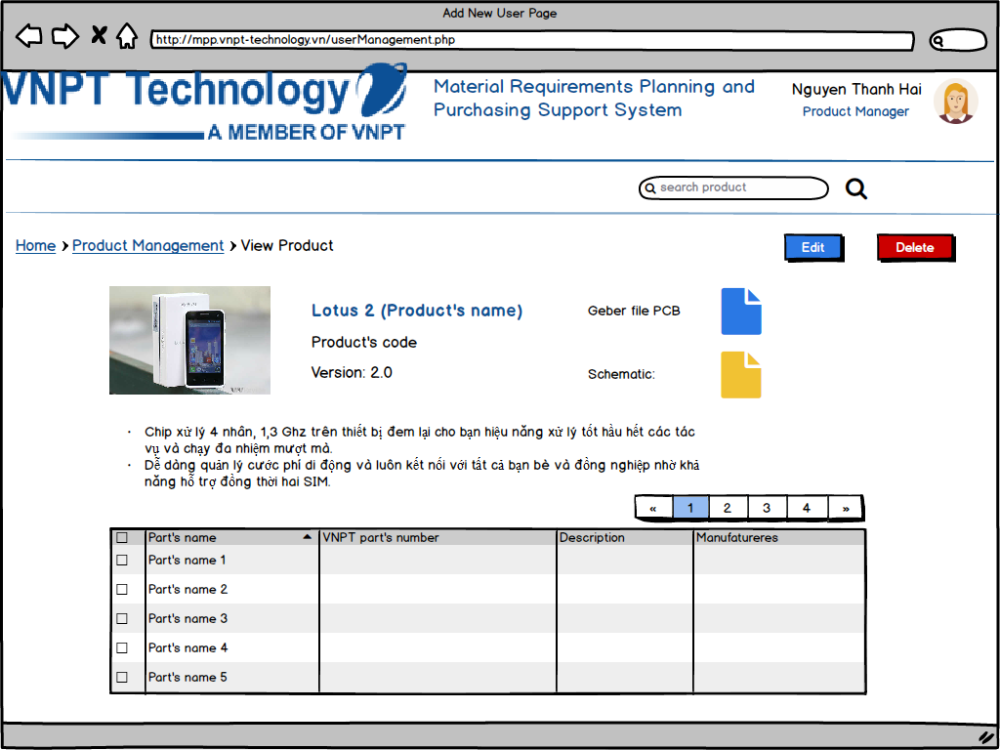 Add New User Page
http://mpp.vnpt-technology.vn/userManagement.php
VNPT Technology
A MEMBER OF VNPT
Material Requirements Planning and
Purchasing Support System
Nguyen Thanh Hai
Product Manager
search product
Home › Product Management › View Product
Edit
Delete
Lotus 2 (Product's name)
Product's code
Version: 2.0
Geber file PCB
Schematic:
· Chip xử lý 4 nhân, 1,3 Ghz trên thiết bị đem lại cho bạn hiệu năng xử lý tốt hầu hết các tác
vụ và chạy đa nhiệm mượt mà.
· Dễ dàng quản lý cước phí di động và luôn kết nối với tất cả bạn bè và đồng nghiệp nhờ khả
năng hỗ trợ đồng thời hai SIM.
« 1 2 3 4 »
Part's name VNPT part's number Description Manufatureres
Part's name 1
Part's name 2
Part's name 3
Part's name 4
Part's name 5